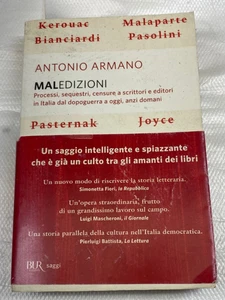 Kerouac Malaparte
Bianciardi Pasolini
ANTONIO ARMANO
MALEDIZIONI
Processi, sequestri, censure a scrittori e editori
in Italia dal dopoguerra a oggi, anzi domani
Pasternak Joyce
"Un saggio intelligente e spiazzante
che è già un culto tra gli amanti dei libri
Un nuovo modo di riscrivere la storia letteraria.
Simonetta Fiori, la Repubblica
Un'opera straordinaria, frutto
di un grandissimo lavoro sul campo.
Luigi Mascheroni, il Giornale
Una storia parallela della cultura nell'Italia democratica.
Pierluigi Battista, La Lettura
BUR saggi